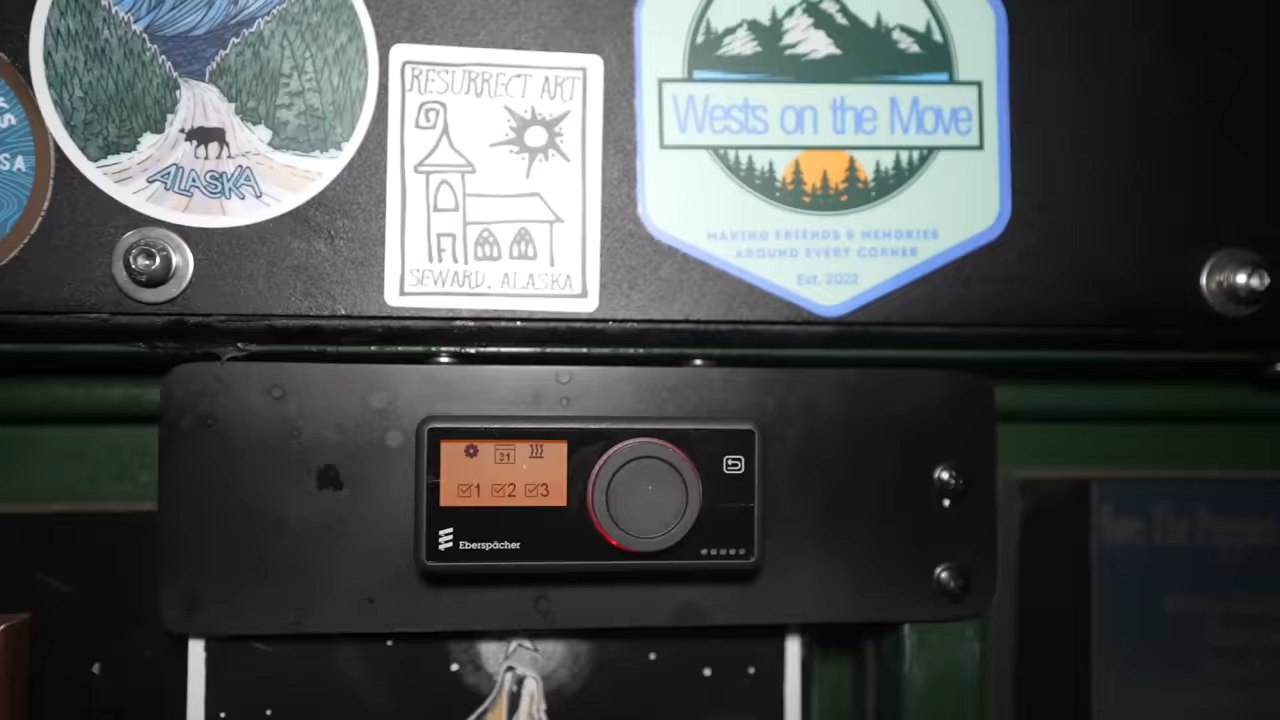 SA
ALASKA
RESURRECT ART
SEWARD, ALASKA
Wests on the Move
MAKING FRIENDS & MEMORIES
AROUND EVERY CORNER
Est. 2022
31
1 2 3
Eberspächer